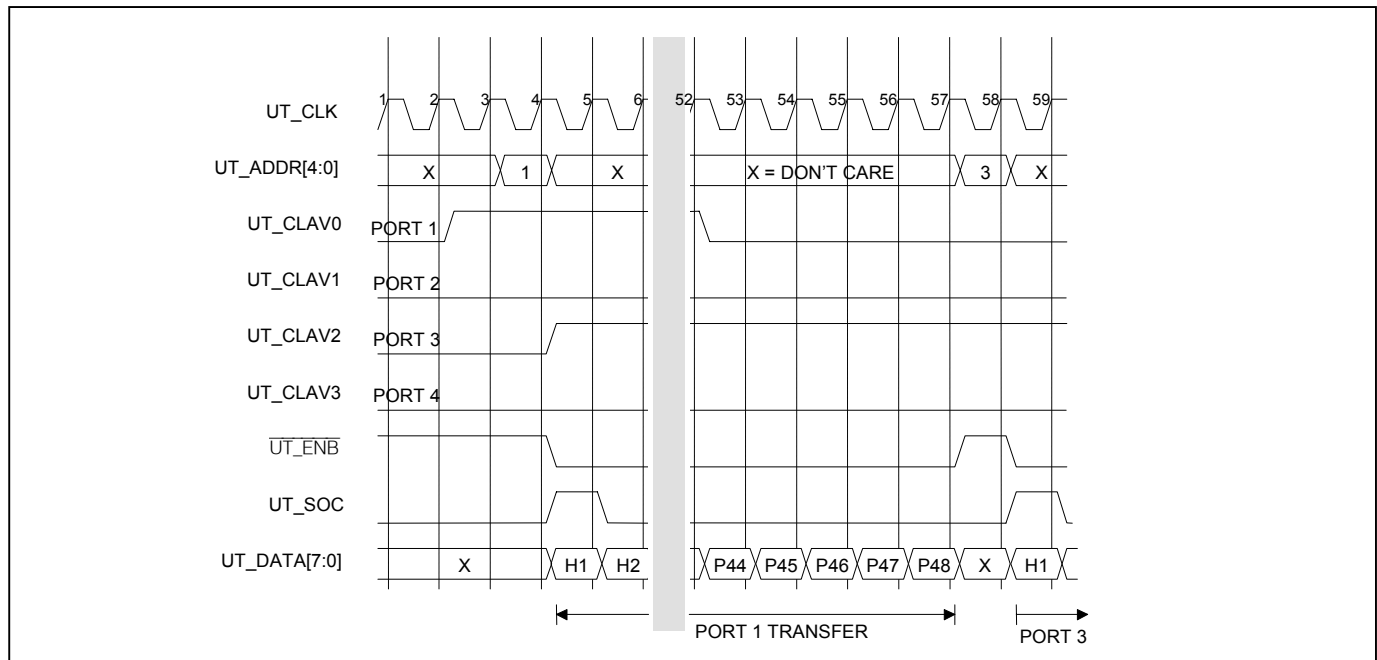 1 2 3 4 5 6 52 53 54 55 56 57 58 59
UT_CLK
UT_ADDR[4:0] X 1 X X = DON'T CARE 3 X
UT_CLAV0 PORT 1
UT_CLAV1 PORT 2
UT_CLAV2 PORT 3
UT_CLAV3 PORT 4
UT_ENB
UT_SOC
UT_DATA[7:0] X H1 H2 P44 P45 P46 P47 P48 X H1
PORT 1 TRANSFER PORT 3